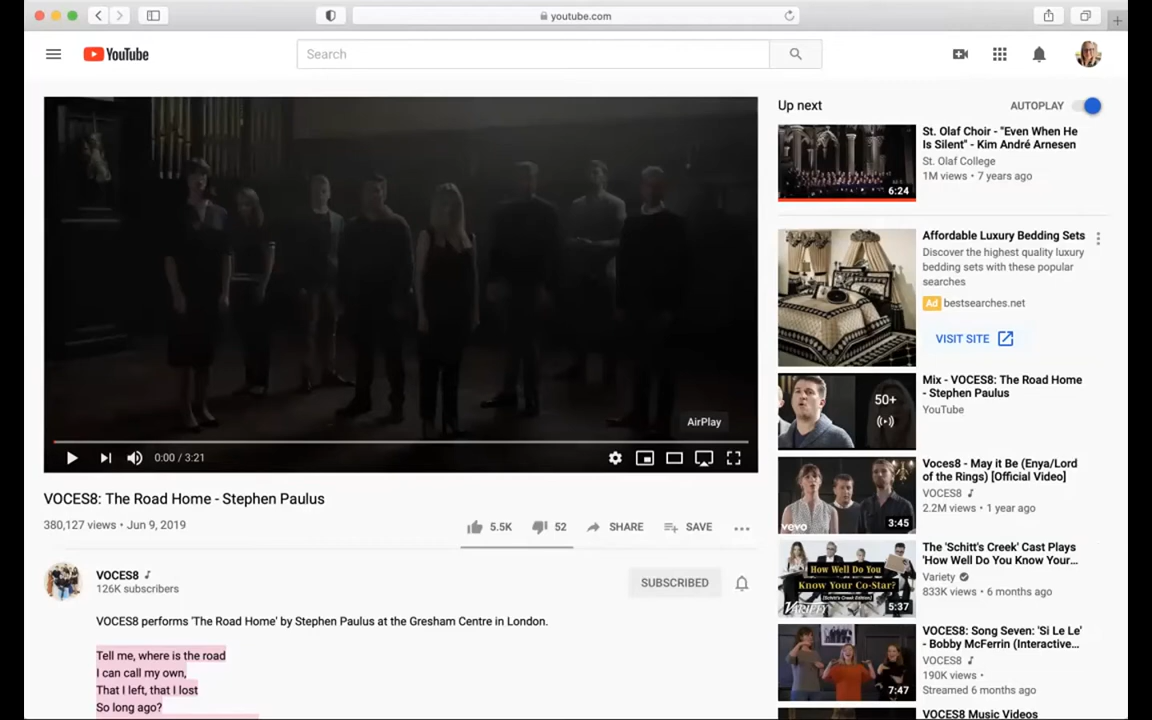 youtube.com
YouTube
Search
AirPlay
0:00 / 3:21
VOCES8: The Road Home - Stephen Paulus
380,127 views • Jun 9, 2019
5.5K
52
SHARE
SAVE
VOCES8
126K subscribers
SUBSCRIBED
VOCES8 performs 'The Road Home' by Stephen Paulus at the Gresham Centre in London.
Tell me, where is the road
I can call my own,
That I left, that I lost
So long ago?
Up next
AUTOPLAY
6:24
St. Olaf Choir - "Even When He
Is Silent" - Kim André Arnesen
St. Olaf College
1M views • 7 years ago
Affordable Luxury Bedding Sets
Discover the highest quality luxury
bedding sets with these popular
searches
Ad bestsearches.net
VISIT SITE
50+
Mix - VOCES8: The Road Home
- Stephen Paulus
YouTube
vevo
3:45
Voces8 - May it Be (Enya/Lord
of the Rings) [Official Video]
VOCES8
2.2M views • 1 year ago
How Well Do You
Know Your Co-Star?
[Schitt's Creek Edition]
VARIETY
5:37
The 'Schitt's Creek' Cast Plays
'How Well Do You Know Your...
Variety
833K views • 6 months ago
7:47
VOCES8: Song Seven: 'Si Le Le'
- Bobby McFerrin (Interactive...
VOCES8
190K views •
Streamed 6 months ago
VOCES8 Music Videos